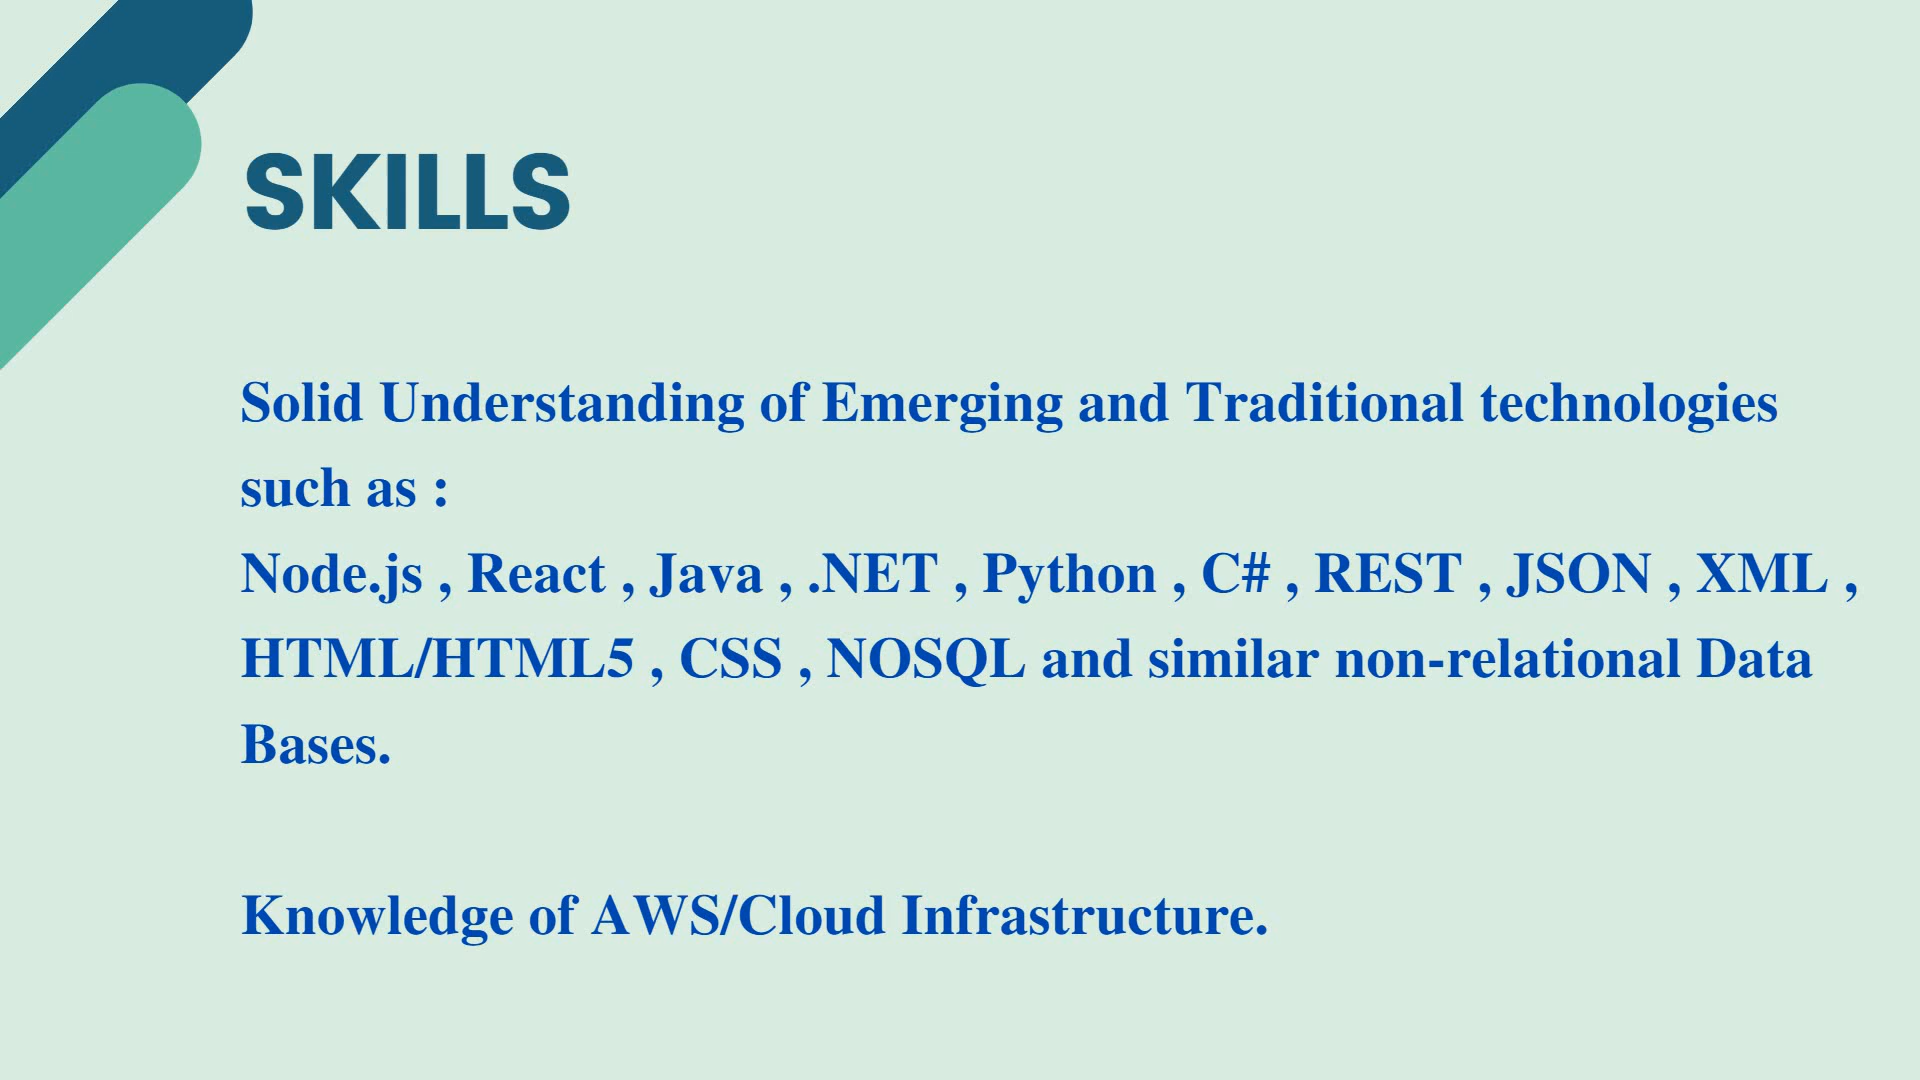 SKILLS
Solid Understanding of Emerging and Traditional technologies
such as :
Node.js , React , Java , .NET , Python , C# , REST , JSON , XML ,
HTML/HTML5 , CSS , NOSQL and similar non-relational Data
Bases.
Knowledge of AWS/Cloud Infrastructure.